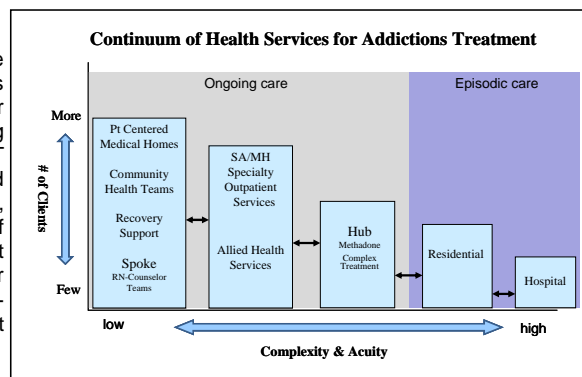 e
s
r
g
-
d
,
f
t
r
-
t
Continuum of Health Services for Addictions Treatment
Ongoing care
Episodic care
More
# of Clients
Few
Pt Centered
Medical Homes
Community
Health Teams
Recovery
Support
Spoke
RN-Counselor
Teams
SA/MH
Specialty
Outpatient
Services
Allied Health
Services
Hub
Methadone
Complex
Treatment
Residential
Hospital
low
high
Complexity & Acuity